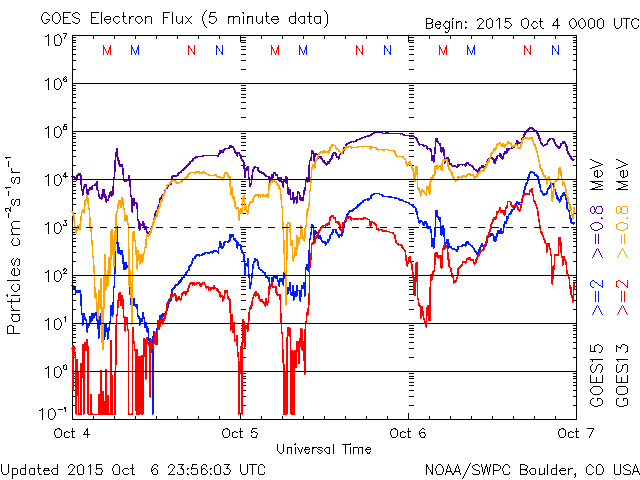 GOES Electron Flux (5 minute data)
Begin: 2015 Oct 4 0000 UTC
M M N N M M N N M M N N
10⁷
10⁶
10⁵
10⁴
10³
10²
10¹
10⁰
10⁻¹
Particles cm⁻²s⁻¹sr⁻¹
Oct 4 Oct 5 Oct 6 Oct 7
Universal Time
GOES15 >=2 >=0.8 MeV
GOES13 >=2 >=0.8 MeV
Updated 2015 Oct 6 23:56:03 UTC
NOAA/SWPC Boulder, CO USA